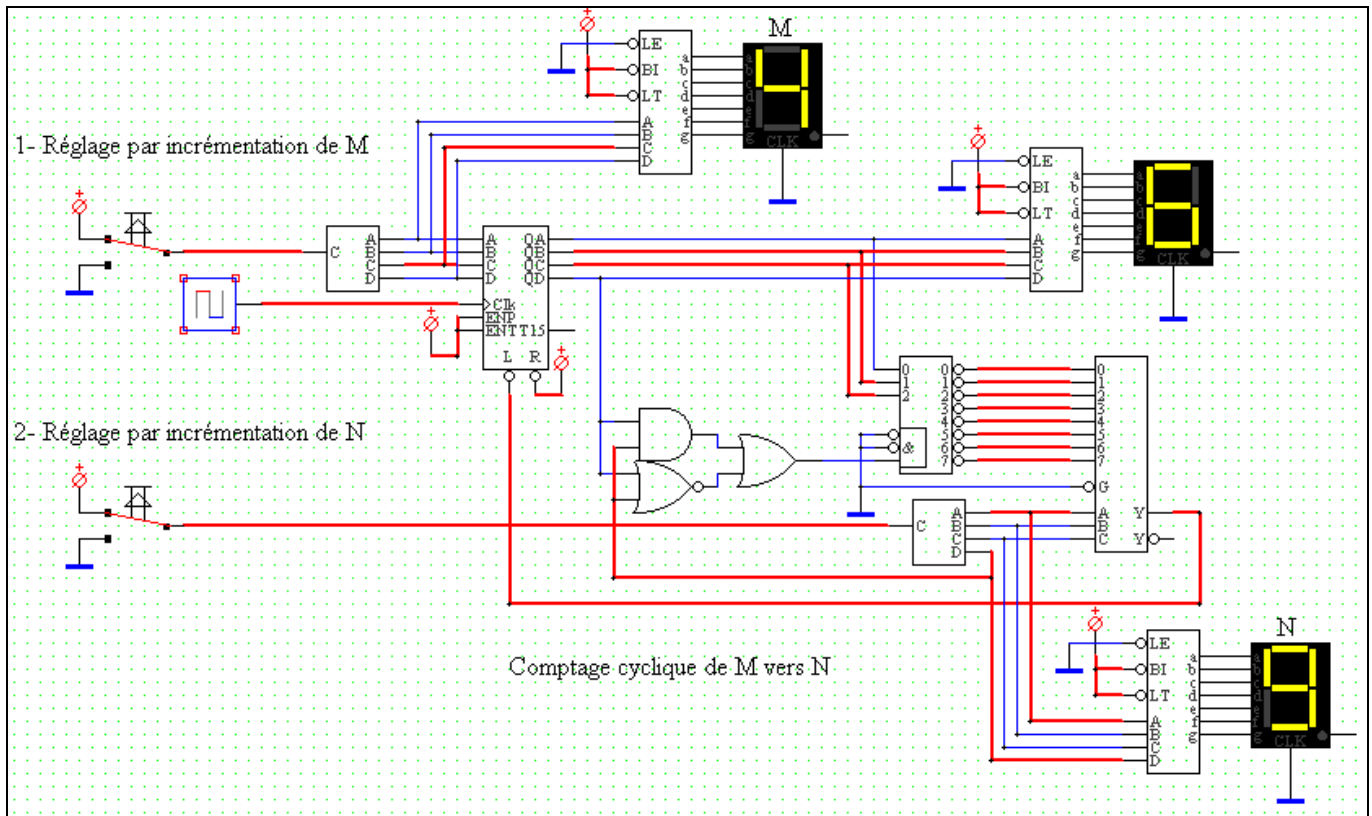 M
LE
BI
LT
A
B
C
D
a
b
c
d
e
f
g
a
b
c
d
e
f
g
CLK
1- Réglage par incrémentation de M
LE
BI
LT
A
B
C
D
a
b
c
d
e
f
g
a
b
c
d
e
f
g
CLK
C
A
B
C
D
A
B
C
D
QA
QB
QC
QD
Clk
ENP
ENT T15
L R
2- Réglage par incrémentation de N
0
1
2
&
0
1
2
3
4
5
6
7
0
1
2
3
4
5
6
7
G
A
B
C
Y
Y
C
A
B
C
D
Comptage cyclique de M vers N
N
LE
BI
LT
A
B
C
D
a
b
c
d
e
f
g
a
b
c
d
e
f
g
CLK